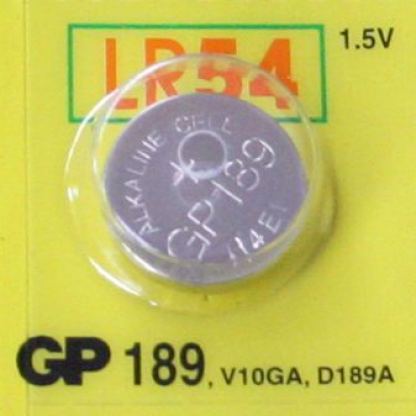 LR54
1.5V
ALKALINE CELL
+
GP189
GP 189, V10GA, D189A